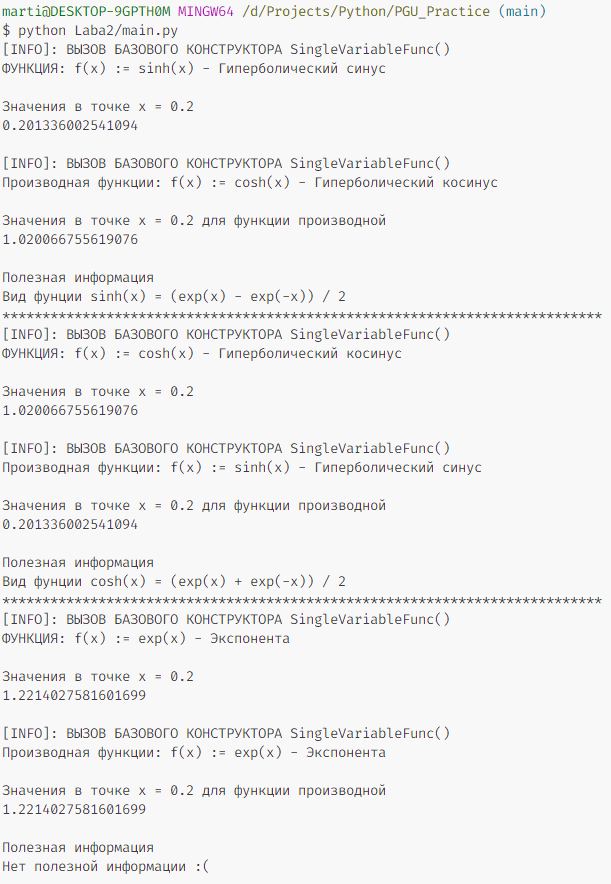 marti@DESKTOP-9GPTH0M MINGW64 /d/Projects/Python/PGU_Practice (main)
$ python Laba2/main.py
[INFO]: ВЫЗОВ БАЗОВОГО КОНСТРУКТОРА SingleVariableFunc()
ФУНКЦИЯ: f(x) := sinh(x) - Гиперболический синус
Значения в точке x = 0.2
0.201336002541094
[INFO]: ВЫЗОВ БАЗОВОГО КОНСТРУКТОРА SingleVariableFunc()
Производная функции: f(x) := cosh(x) - Гиперболический косинус
Значения в точке x = 0.2 для функции производной
1.020066755619076
Полезная информация
Вид фунции sinh(x) = (exp(x) - exp(-x)) / 2
***************************************************************************
[INFO]: ВЫЗОВ БАЗОВОГО КОНСТРУКТОРА SingleVariableFunc()
ФУНКЦИЯ: f(x) := cosh(x) - Гиперболический косинус
Значения в точке x = 0.2
1.020066755619076
[INFO]: ВЫЗОВ БАЗОВОГО КОНСТРУКТОРА SingleVariableFunc()
Производная функции: f(x) := sinh(x) - Гиперболический синус
Значения в точке x = 0.2 для функции производной
0.201336002541094
Полезная информация
Вид фунции cosh(x) = (exp(x) + exp(-x)) / 2
***************************************************************************
[INFO]: ВЫЗОВ БАЗОВОГО КОНСТРУКТОРА SingleVariableFunc()
ФУНКЦИЯ: f(x) := exp(x) - Экспонента
Значения в точке x = 0.2
1.2214027581601699
[INFO]: ВЫЗОВ БАЗОВОГО КОНСТРУКТОРА SingleVariableFunc()
Производная функции: f(x) := exp(x) - Экспонента
Значения в точке x = 0.2 для функции производной
1.2214027581601699
Полезная информация
Нет полезной информации :(